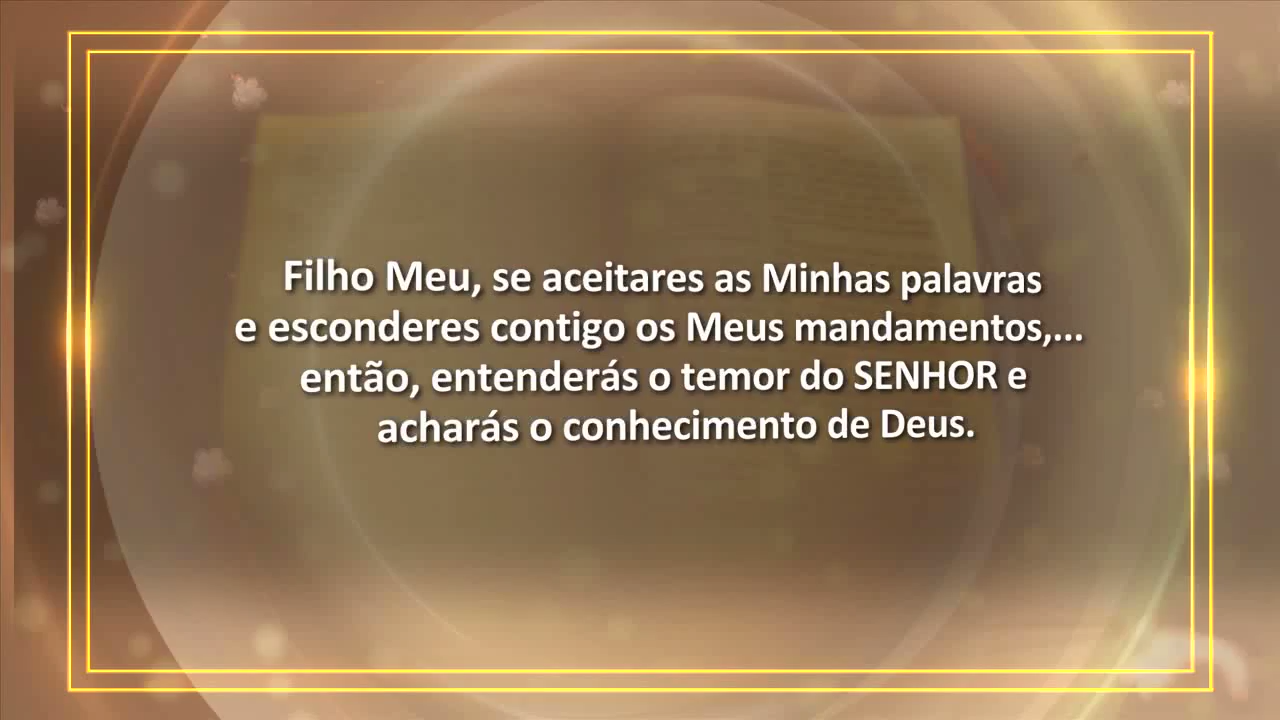 Filho Meu, se aceitares as Minhas palavras
e esconderes contigo os Meus mandamentos,...
então, entenderás o temor do SENHOR e
acharás o conhecimento de Deus.